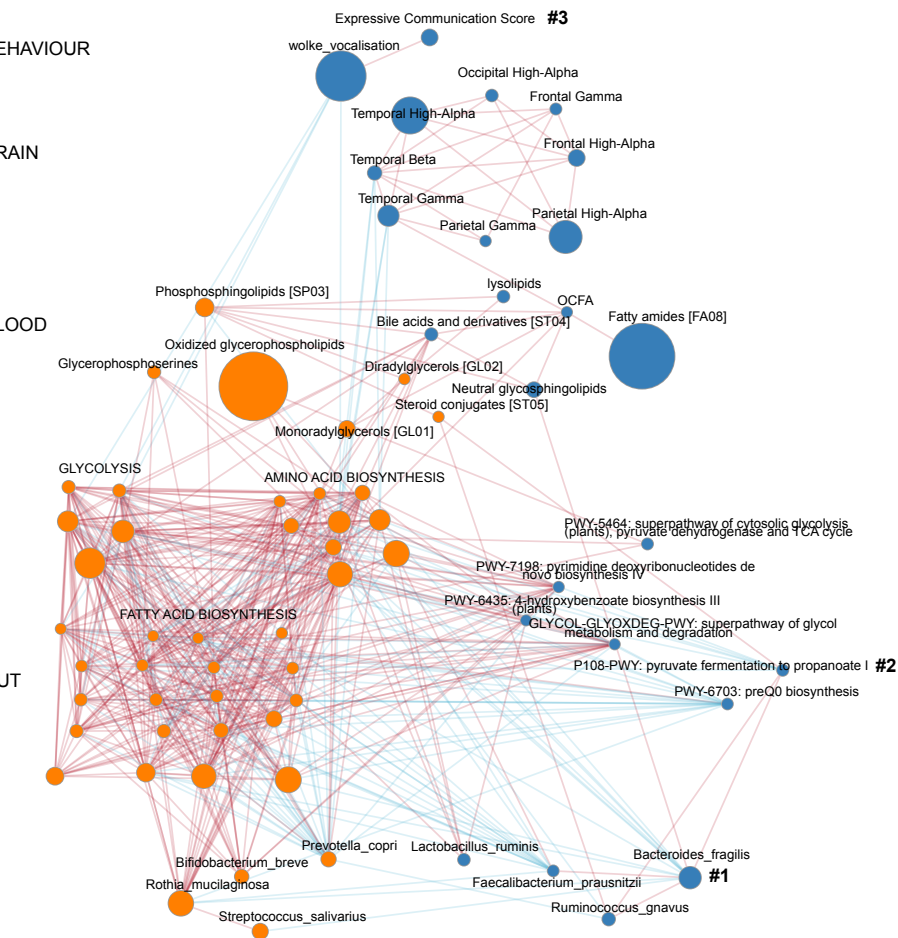 Expressive Communication Score #3
EHAVIOUR
wolke_vocalisation
Occipital High-Alpha
Frontal Gamma
Temporal High-Alpha
Frontal High-Alpha
RAIN
Temporal Beta
Temporal Gamma
Parietal High-Alpha
Parietal Gamma
lysolipids
Phosphosphingolipids [SP03]
OCFA
Fatty amides [FA08]
Bile acids and derivatives [ST04]
LOOD
Oxidized glycerophospholipids
Glycerophosphoserines
Diradylglycerols [GL02]
Neutral glycosphingolipids
Steroid conjugates [ST05]
Monoradylglycerols [GL01]
GLYCOLYSIS
AMINO ACID BIOSYNTHESIS
PWY-5464: superpathway of cytosolic glycolysis
(plants), pyruvate dehydrogenase and TCA cycle
PWY-7198: pyrimidine deoxyribonucleotides de
novo biosynthesis IV
PWY-6435: 4-hydroxybenzoate biosynthesis III
(plants)
FATTY ACID BIOSYNTHESIS
GLYCOL-GLYOXDEG-PWY: superpathway of glycol
metabolism and degradation
P108-PWY: pyruvate fermentation to propanoate I #2
UT
PWY-6703: preQ0 biosynthesis
Prevotella_copri
Lactobacillus_ruminis
Bacteroides_fragilis
Bifidobacterium_breve
#1
Rothia_mucilaginosa
Faecalibacterium_prausnitzii
Ruminococcus_gnavus
Streptococcus_salivarius